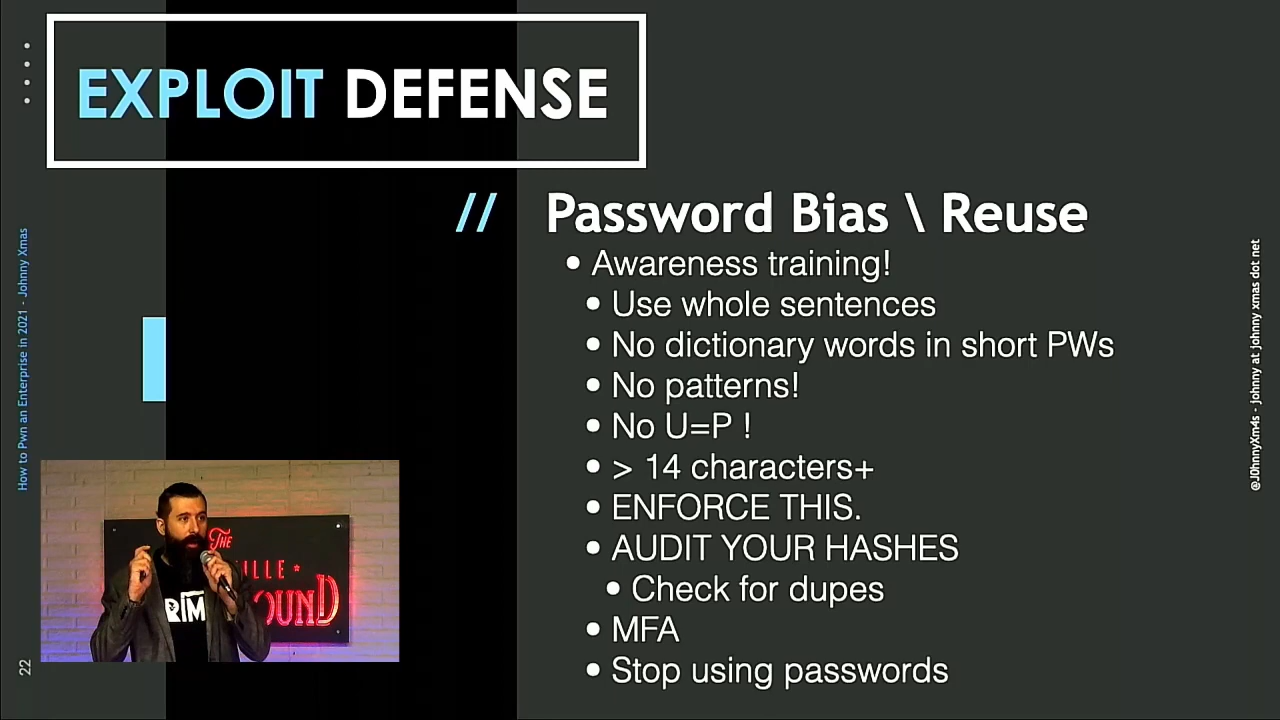 EXPLOIT DEFENSE
// Password Bias \ Reuse
• Awareness training!
• Use whole sentences
• No dictionary words in short PWs
• No patterns!
• No U=P !
• > 14 characters+
• ENFORCE THIS.
• AUDIT YOUR HASHES
• Check for dupes
• MFA
• Stop using passwords
How to Pwn an Enterprise in 2021 - Johnny Xmas
22
@J0hnnyXm4s - johnny at johnny xmas dot net
THE